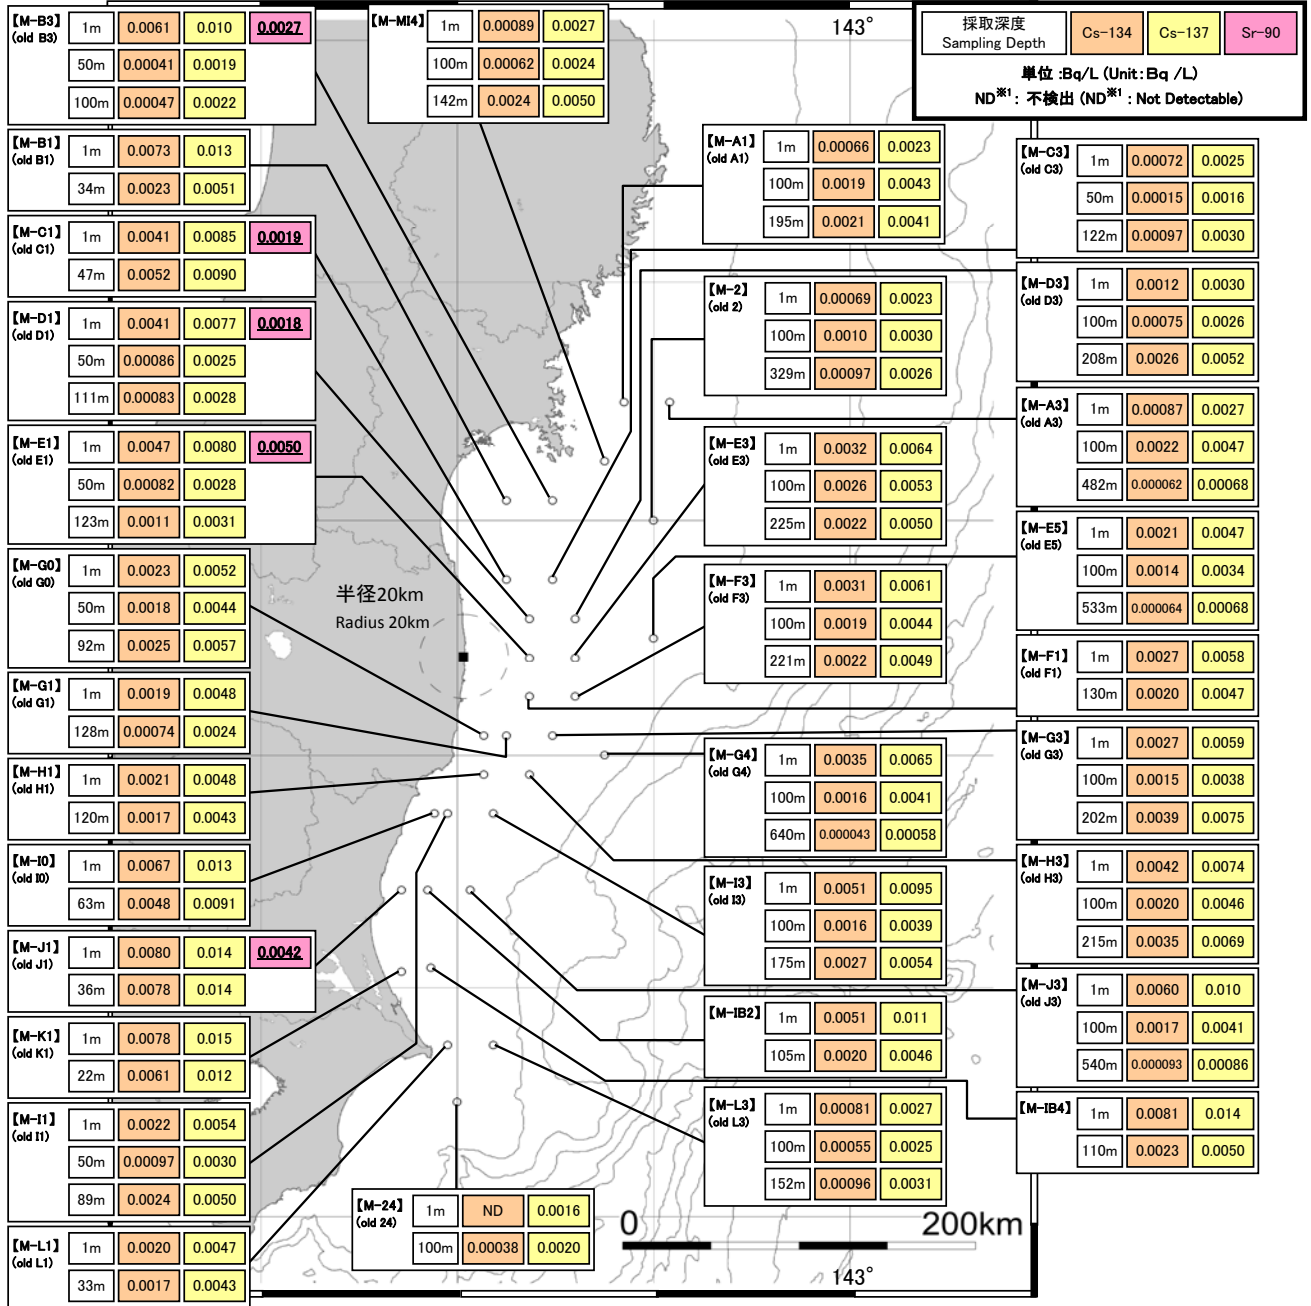 【M-B3】 1m 0.0061 0.010 0.0027
(old B3)
50m 0.00041 0.0019
100m 0.00047 0.0022
【M-B1】 1m 0.0073 0.013
(old B1)
34m 0.0023 0.0051
【M-C1】 1m 0.0041 0.0085 0.0019
(old C1)
47m 0.0052 0.0090
【M-D1】 1m 0.0041 0.0077 0.0018
(old D1)
50m 0.00086 0.0025
111m 0.00083 0.0028
【M-E1】 1m 0.0047 0.0080 0.0050
(old E1)
50m 0.00082 0.0028
123m 0.0011 0.0031
【M-G0】 1m 0.0023 0.0052
(old G0)
50m 0.0018 0.0044
92m 0.0025 0.0057
【M-G1】 1m 0.0019 0.0048
(old G1)
128m 0.00074 0.0024
【M-H1】 1m 0.0021 0.0048
(old H1)
120m 0.0017 0.0043
【M-I0】 1m 0.0067 0.013
(old I0)
63m 0.0048 0.0091
【M-J1】 1m 0.0080 0.014 0.0042
(old J1)
36m 0.0078 0.014
【M-K1】 1m 0.0078 0.015
(old K1)
22m 0.0061 0.012
【M-I1】 1m 0.0022 0.0054
(old I1)
50m 0.00097 0.0030
89m 0.0024 0.0050
【M-L1】 1m 0.0020 0.0047
(old L1)
33m 0.0017 0.0043
【M-MI4】 1m 0.00089 0.0027
100m 0.00062 0.0024
142m 0.0024 0.0050
半径20km
Radius 20km
【M-24】 1m ND 0.0016
(old 24)
100m 0.00038 0.0020
143°
【M-A1】 1m 0.00066 0.0023
(old A1)
100m 0.0019 0.0043
195m 0.0021 0.0041
【M-2】 1m 0.00069 0.0023
(old 2)
100m 0.0010 0.0030
329m 0.00097 0.0026
【M-E3】 1m 0.0032 0.0064
(old E3)
100m 0.0026 0.0053
225m 0.0022 0.0050
【M-F3】 1m 0.0031 0.0061
(old F3)
100m 0.0019 0.0044
221m 0.0022 0.0049
【M-G4】 1m 0.0035 0.0065
(old G4)
100m 0.0016 0.0041
640m 0.000043 0.00058
【M-I3】 1m 0.0051 0.0095
(old I3)
100m 0.0016 0.0039
175m 0.0027 0.0054
【M-IB2】 1m 0.0051 0.011
105m 0.0020 0.0046
【M-L3】 1m 0.00081 0.0027
(old L3)
100m 0.00055 0.0025
152m 0.00096 0.0031
0 200km
143°
採取深度 Cs-134 Cs-137 Sr-90
Sampling Depth
単位 :Bq/L (Unit: Bq /L)
ND※1 : 不検出 (ND※1 : Not Detectable)
【M-C3】 1m 0.00072 0.0025
(old C3)
50m 0.00015 0.0016
122m 0.00097 0.0030
【M-D3】 1m 0.0012 0.0030
(old D3)
100m 0.00075 0.0026
208m 0.0026 0.0052
【M-A3】 1m 0.00087 0.0027
(old A3)
100m 0.0022 0.0047
482m 0.000062 0.00068
【M-E5】 1m 0.0021 0.0047
(old E5)
100m 0.0014 0.0034
533m 0.000064 0.00068
【M-F1】 1m 0.0027 0.0058
(old F1)
130m 0.0020 0.0047
【M-G3】 1m 0.0027 0.0059
(old G3)
100m 0.0015 0.0038
202m 0.0039 0.0075
【M-H3】 1m 0.0042 0.0074
(old H3)
100m 0.0020 0.0046
215m 0.0035 0.0069
【M-J3】 1m 0.0060 0.010
(old J3)
100m 0.0017 0.0041
540m 0.000093 0.00086
【M-IB4】 1m 0.0081 0.014
110m 0.0023 0.0050